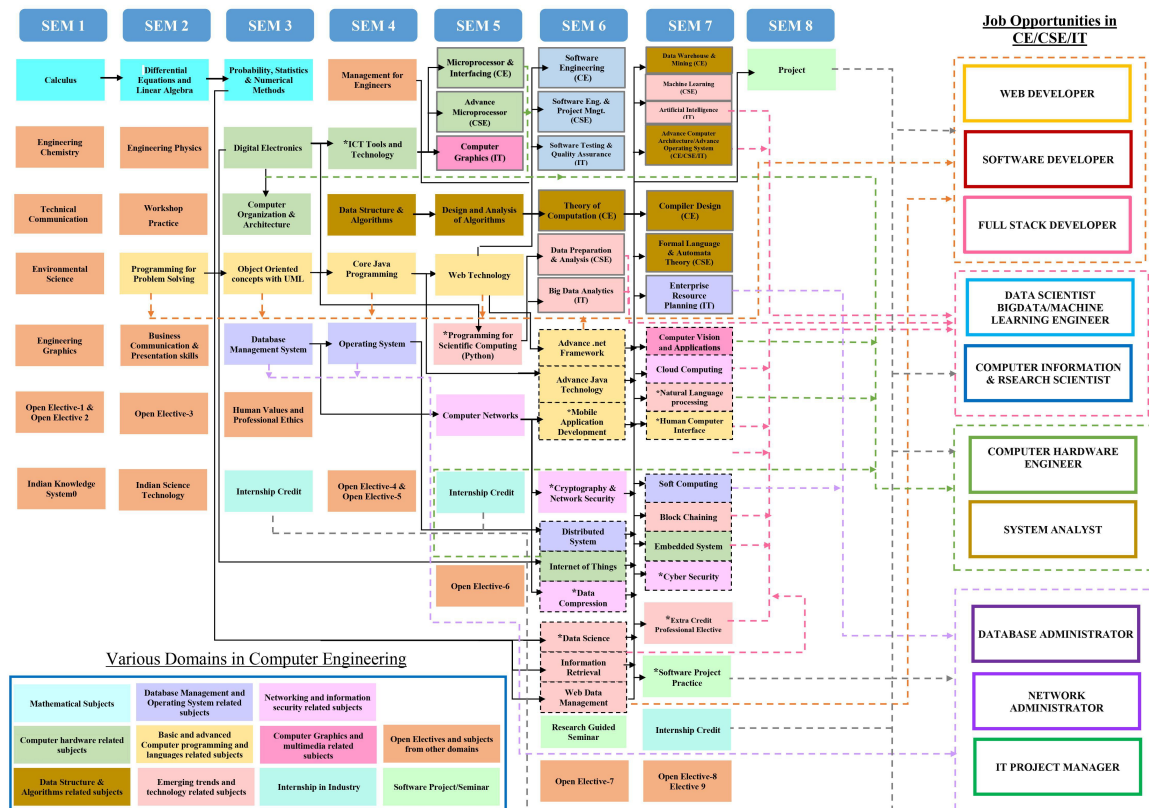 SEM 1
SEM 2
SEM 3
SEM 4
SEM 5
SEM 6
SEM 7
SEM 8
Job Opportunities in
CE/CSE/IT
Calculus
Differential
Equations and
Linear Algebra
Probability, Statistics
& Numerical
Methods
Management for
Engineers
Microprocessor &
Interfacing (CE)
Software
Engineering
(CE)
Data Warehouse &
Mining (CE)
Machine Learning
(CSE)
Project
Advance
Microprocessor
(CSE)
Software Eng. &
Project Mngt.
(CSE)
Artificial Intelligence
(IT)
Engineering
Chemistry
Engineering Physics
Digital Electronics
*ICT Tools and
Technology
Computer
Graphics (IT)
Software Testing &
Quality Assurance
(IT)
Advance Computer
Architecture/Advance
Operating System
(CE/CSE/IT)
Technical
Communication
Workshop
Practice
Computer
Organization &
Architecture
Data Structure &
Algorithms
Design and Analysis
of Algorithms
Theory of
Computation (CE)
Compiler Design
(CE)
Environmental
Science
Programming for
Problem Solving
Object Oriented
concepts with UML
Core Java
Programming
Web Technology
Data Preparation
& Analysis (CSE)
Formal Language
& Automata
Theory (CSE)
Big Data Analytics
(IT)
Enterprise
Resource
Planning (IT)
Engineering
Graphics
Business
Communication &
Presentation skills
Database
Management System
Operating System
*Programming for
Scientific Computing
(Python)
Advance .net
Framework
Computer Vision
and Applications
Advance Java
Technology
Cloud Computing
Open Elective-1 &
Open Elective 2
Open Elective-3
Human Values and
Professional Ethics
Computer Networks
*Mobile
Application
Development
*Natural Language
processing
*Human Computer
Interface
Indian Knowledge
System0
Indian Science
Technology
Internship Credit
Open Elective-4 &
Open Elective-5
Internship Credit
*Cryptography &
Network Security
Soft Computing
Block Chaining
Distributed
System
Embedded System
Open Elective-6
Internet of Things
*Cyber Security
*Data
Compression
*Data Science
*Extra Credit
Professional Elective
Information
Retrieval
*Software Project
Practice
Web Data
Management
Research Guided
Seminar
Internship Credit
Open Elective-7
Open Elective-8
Elective 9
WEB DEVELOPER
SOFTWARE DEVELOPER
FULL STACK DEVELOPER
DATA SCIENTIST
BIGDATA/MACHINE
LEARNING ENGINEER
COMPUTER INFORMATION
& RSEARCH SCIENTIST
COMPUTER HARDWARE
ENGINEER
SYSTEM ANALYST
DATABASE ADMINISTRATOR
NETWORK
ADMINISTRATOR
IT PROJECT MANAGER
Various Domains in Computer Engineering
Mathematical Subjects
Database Management and
Operating System related
subjects
Networking and information
security related subjects
Computer hardware related
subjects
Basic and advanced
Computer programming and
languages related subjects
Computer Graphics and
multimedia related
subjects
Open Electives and subjects
from other domains
Data Structure &
Algorithms related subjects
Emerging trends and
technology related subjects
Internship in Industry
Software Project/Seminar